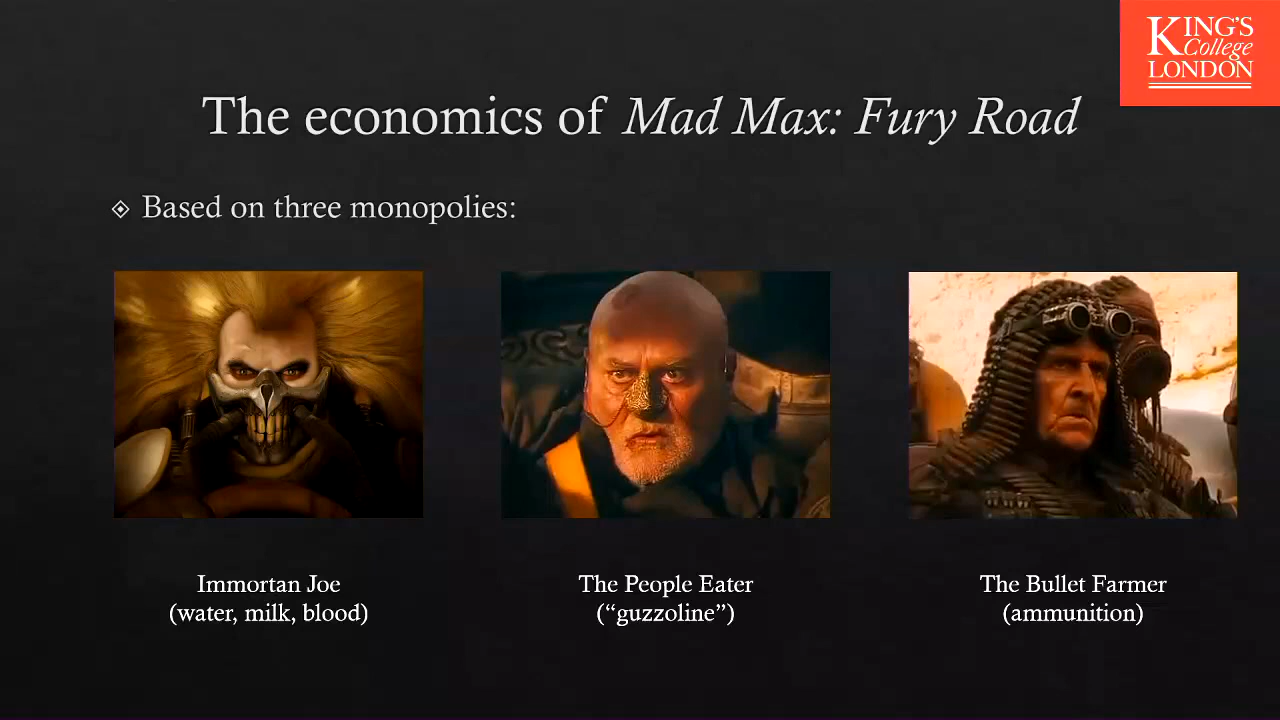 KING'S
College
LONDON
The economics of Mad Max: Fury Road
Based on three monopolies:
Immortan Joe
(water, milk, blood)
The People Eater
(“guzzoline”)
The Bullet Farmer
(ammunition)